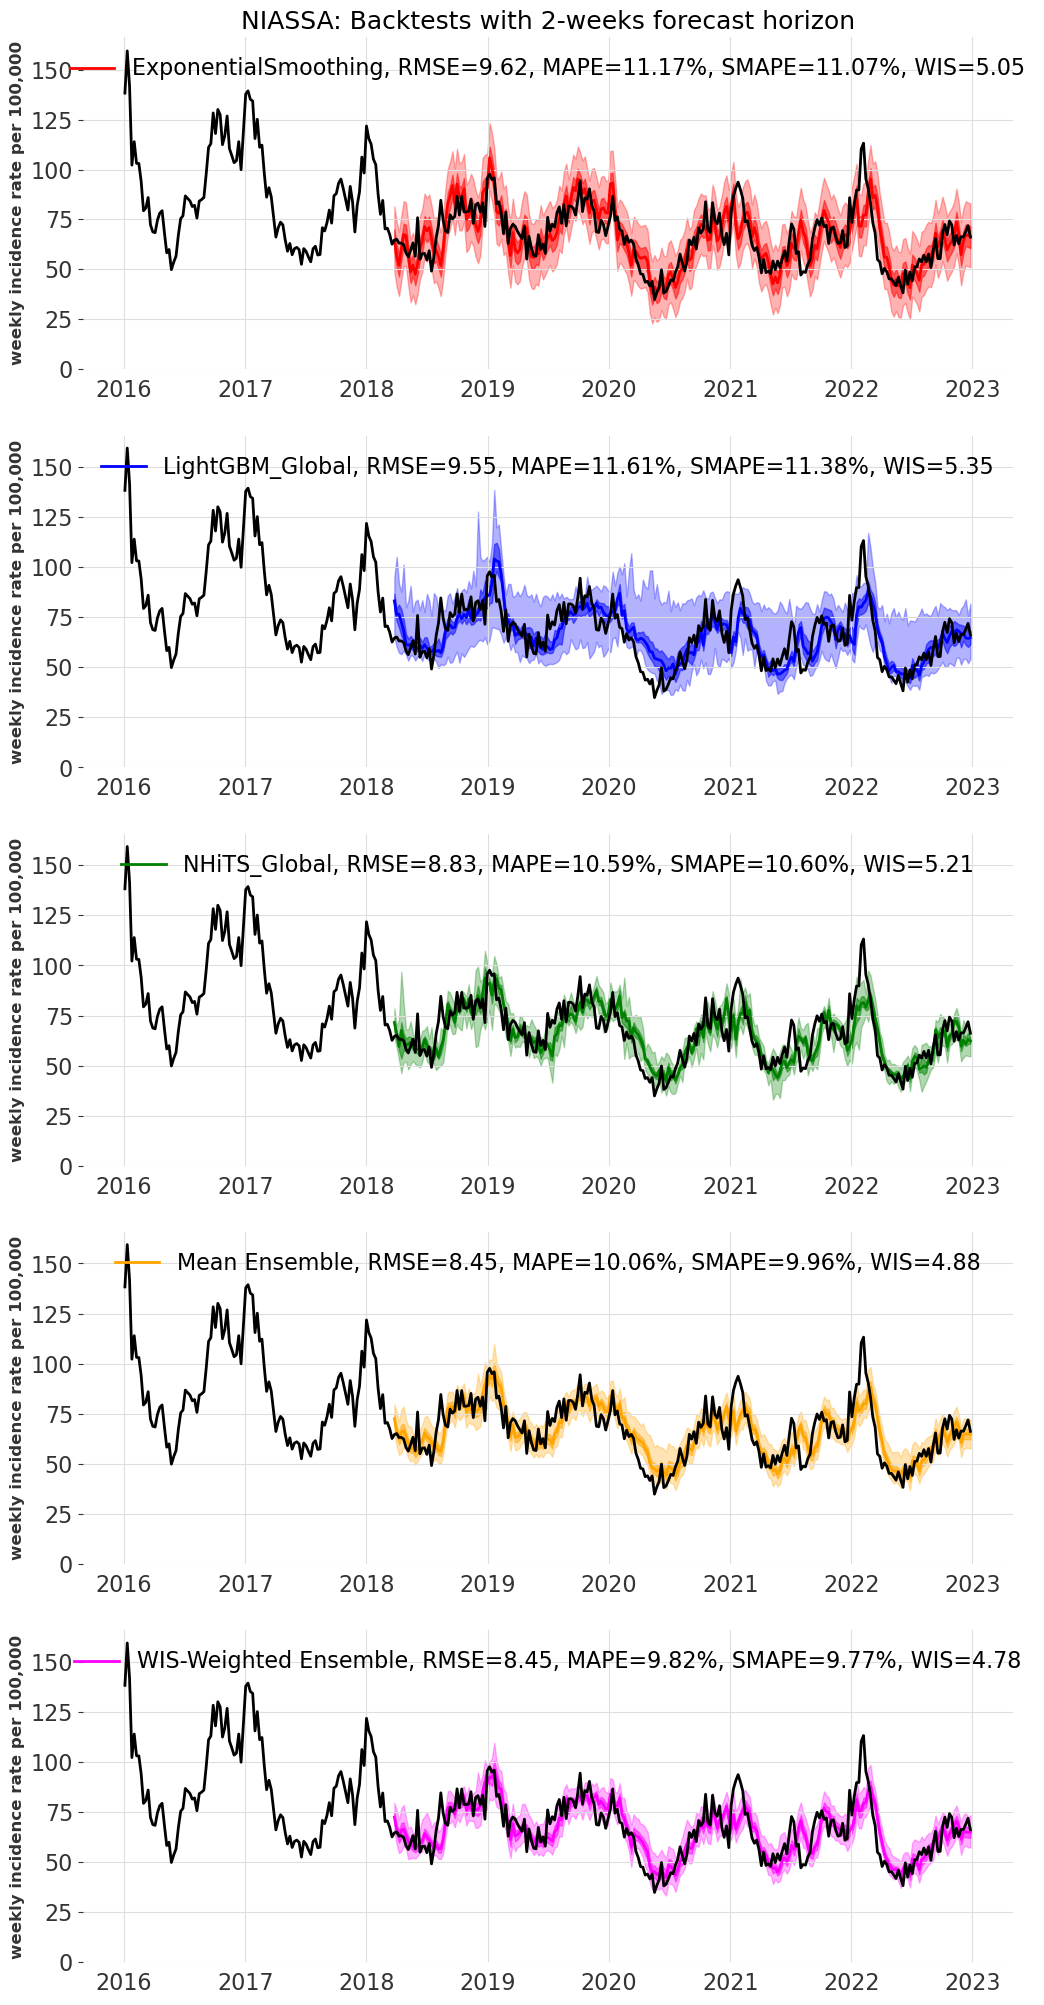 NIASSA: Backtests with 2-weeks forecast horizon
ExponentialSmoothing, RMSE=9.62, MAPE=11.17%, SMAPE=11.07%, WIS=5.05
weekly incidence rate per 100,000
150
125
100
75
50
25
0
2016 2017 2018 2019 2020 2021 2022 2023
LightGBM_Global, RMSE=9.55, MAPE=11.61%, SMAPE=11.38%, WIS=5.35
weekly incidence rate per 100,000
150
125
100
75
50
25
0
2016 2017 2018 2019 2020 2021 2022 2023
NHiTS_Global, RMSE=8.83, MAPE=10.59%, SMAPE=10.60%, WIS=5.21
weekly incidence rate per 100,000
150
125
100
75
50
25
0
2016 2017 2018 2019 2020 2021 2022 2023
Mean Ensemble, RMSE=8.45, MAPE=10.06%, SMAPE=9.96%, WIS=4.88
weekly incidence rate per 100,000
150
125
100
75
50
25
0
2016 2017 2018 2019 2020 2021 2022 2023
WIS-Weighted Ensemble, RMSE=8.45, MAPE=9.82%, SMAPE=9.77%, WIS=4.78
weekly incidence rate per 100,000
150
125
100
75
50
25
0
2016 2017 2018 2019 2020 2021 2022 2023